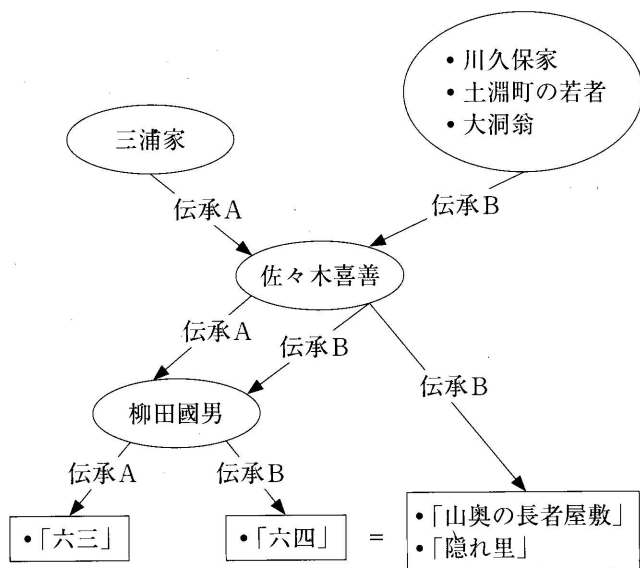 ・川久保家
・土淵町の若者
・大洞翁
三浦家
伝承A
伝承B
佐々木喜善
伝承A
伝承B
伝承B
柳田國男
伝承A
伝承B
・「六三」
・「六四」
=
・「山奥の長者屋敷」
・「隠れ里」